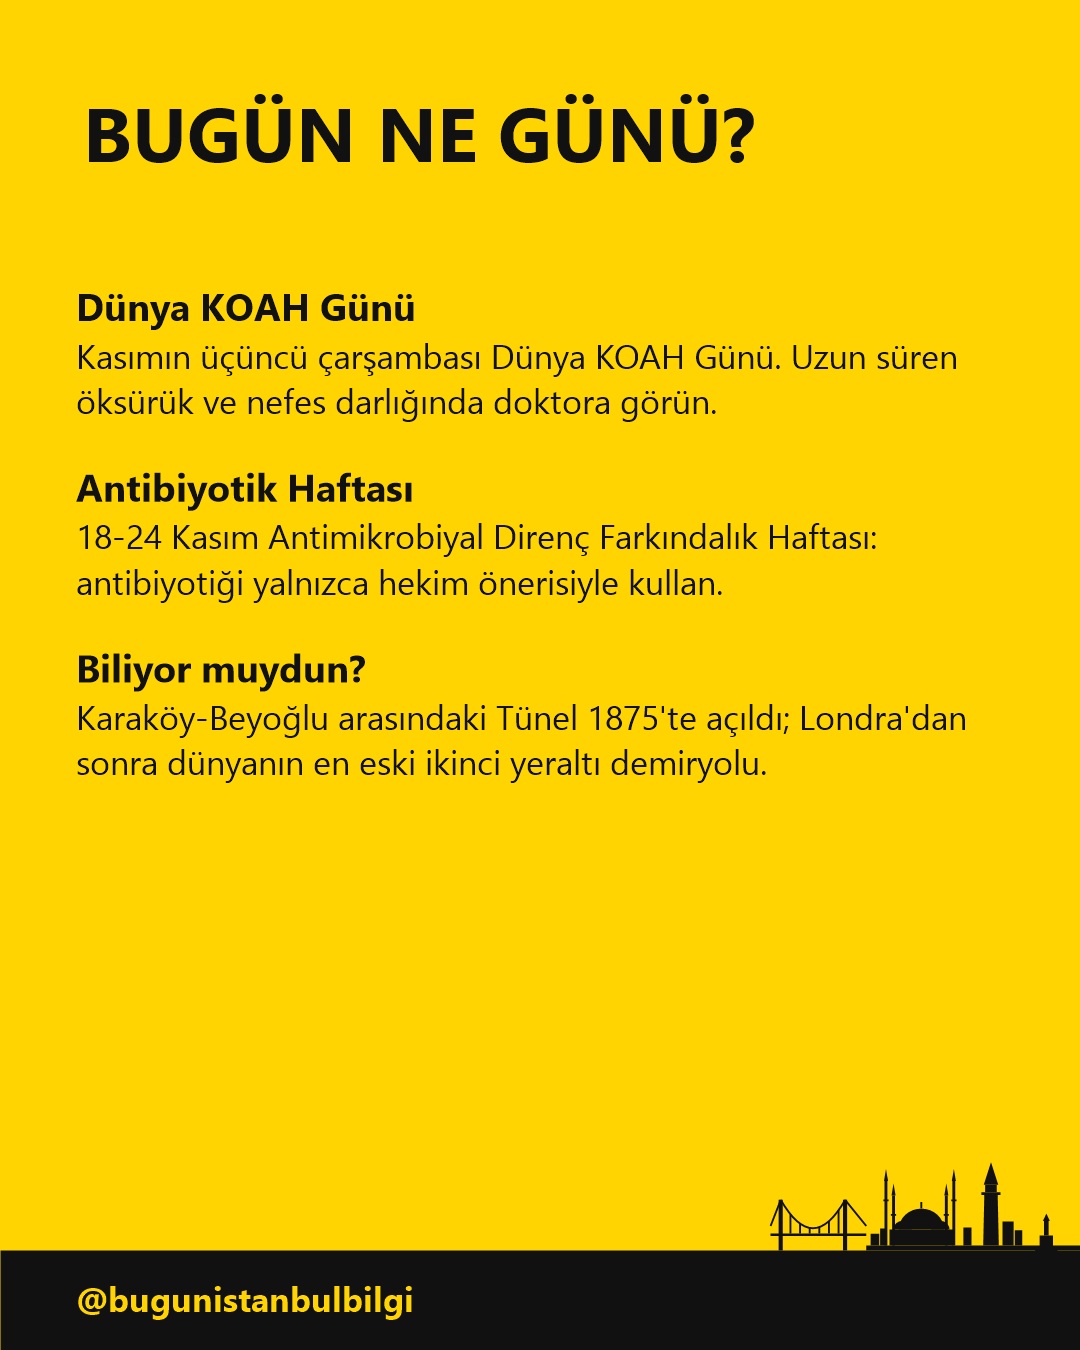 BUGÜN NE GÜNÜ?
Dünya KOAH Günü
Kasımın üçüncü çarşambası Dünya KOAH Günü. Uzun süren
öksürük ve nefes darlığında doktora görün.
Antibiyotik Haftası
18-24 Kasım Antimikrobiyal Direnç Farkındalık Haftası:
antibiyotiği yalnızca hekim önerisiyle kullan.
Biliyor muydun?
Karaköy-Beyoğlu arasındaki Tünel 1875'te açıldı; Londra'dan
sonra dünyanın en eski ikinci yeraltı demiryolu.
@bugunistanbulbilgi